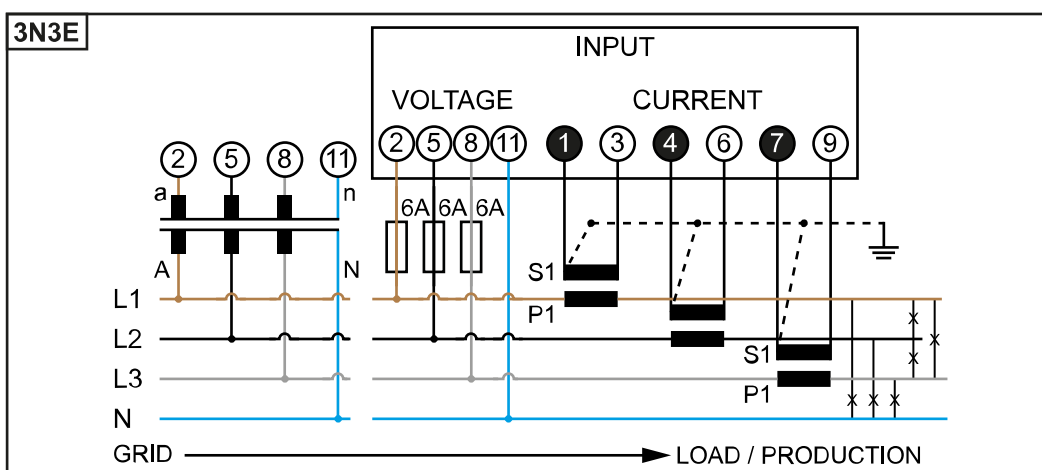 3N3E
INPUT
VOLTAGE CURRENT
2 5 8 11 1 3 4 6 7 9
2 5 8 11
a n
6A 6A 6A
A N
S1
L1
P1
L2
S1
L3
P1
N
GRID LOAD / PRODUCTION